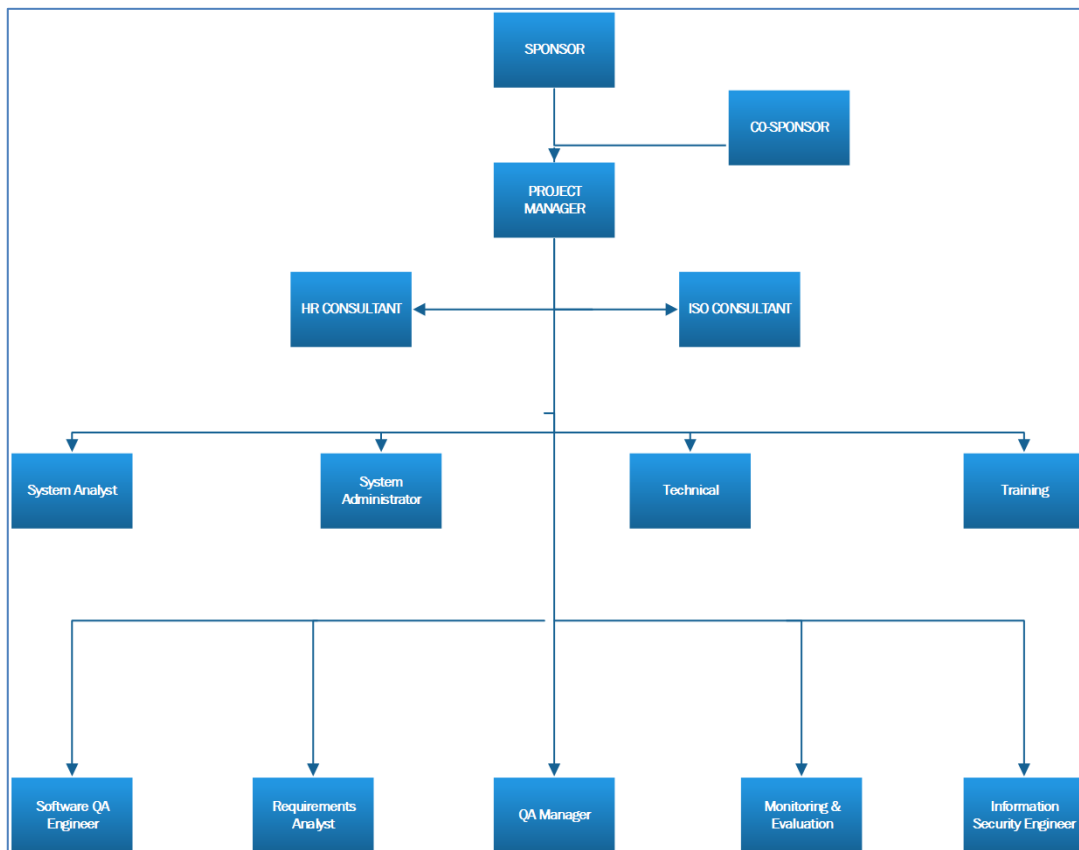 SPONSOR
CO-SPONSOR
PROJECT
MANAGER
HR CONSULTANT
ISO CONSULTANT
System Analyst
System
Administrator
Technical
Training
Software QA
Engineer
Requirements
Analyst
QA Manager
Monitoring &
Evaluation
Information
Security Engineer